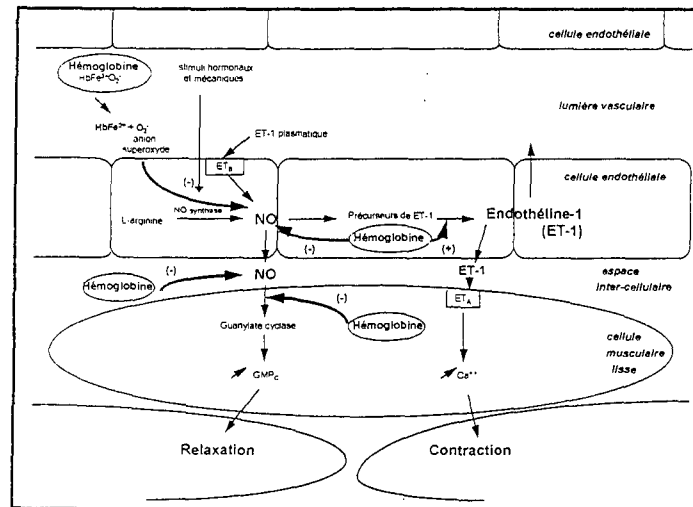 cellule endothéliale
Hémoglobine
HbFe²⁺O₂
stimuli hormonaux
et mécaniques
lumière vasculaire
HbFe³⁺ + O₂⁻
anion
superoxyde
ET-1 plasmatique
ET_B
cellule endothéliale
(-)
L-arginine
NO synthase
NO
Précurseurs de ET-1
Endothéline-1
(ET-1)
(-)
Hémoglobine
(+)
espace
inter-cellulaire
(-)
NO
ET-1
Hémoglobine
ET_A
(-)
Guanylate cyclase
Hémoglobine
cellule
musculaire
lisse
GMPc
Ca⁺⁺
Relaxation
Contraction